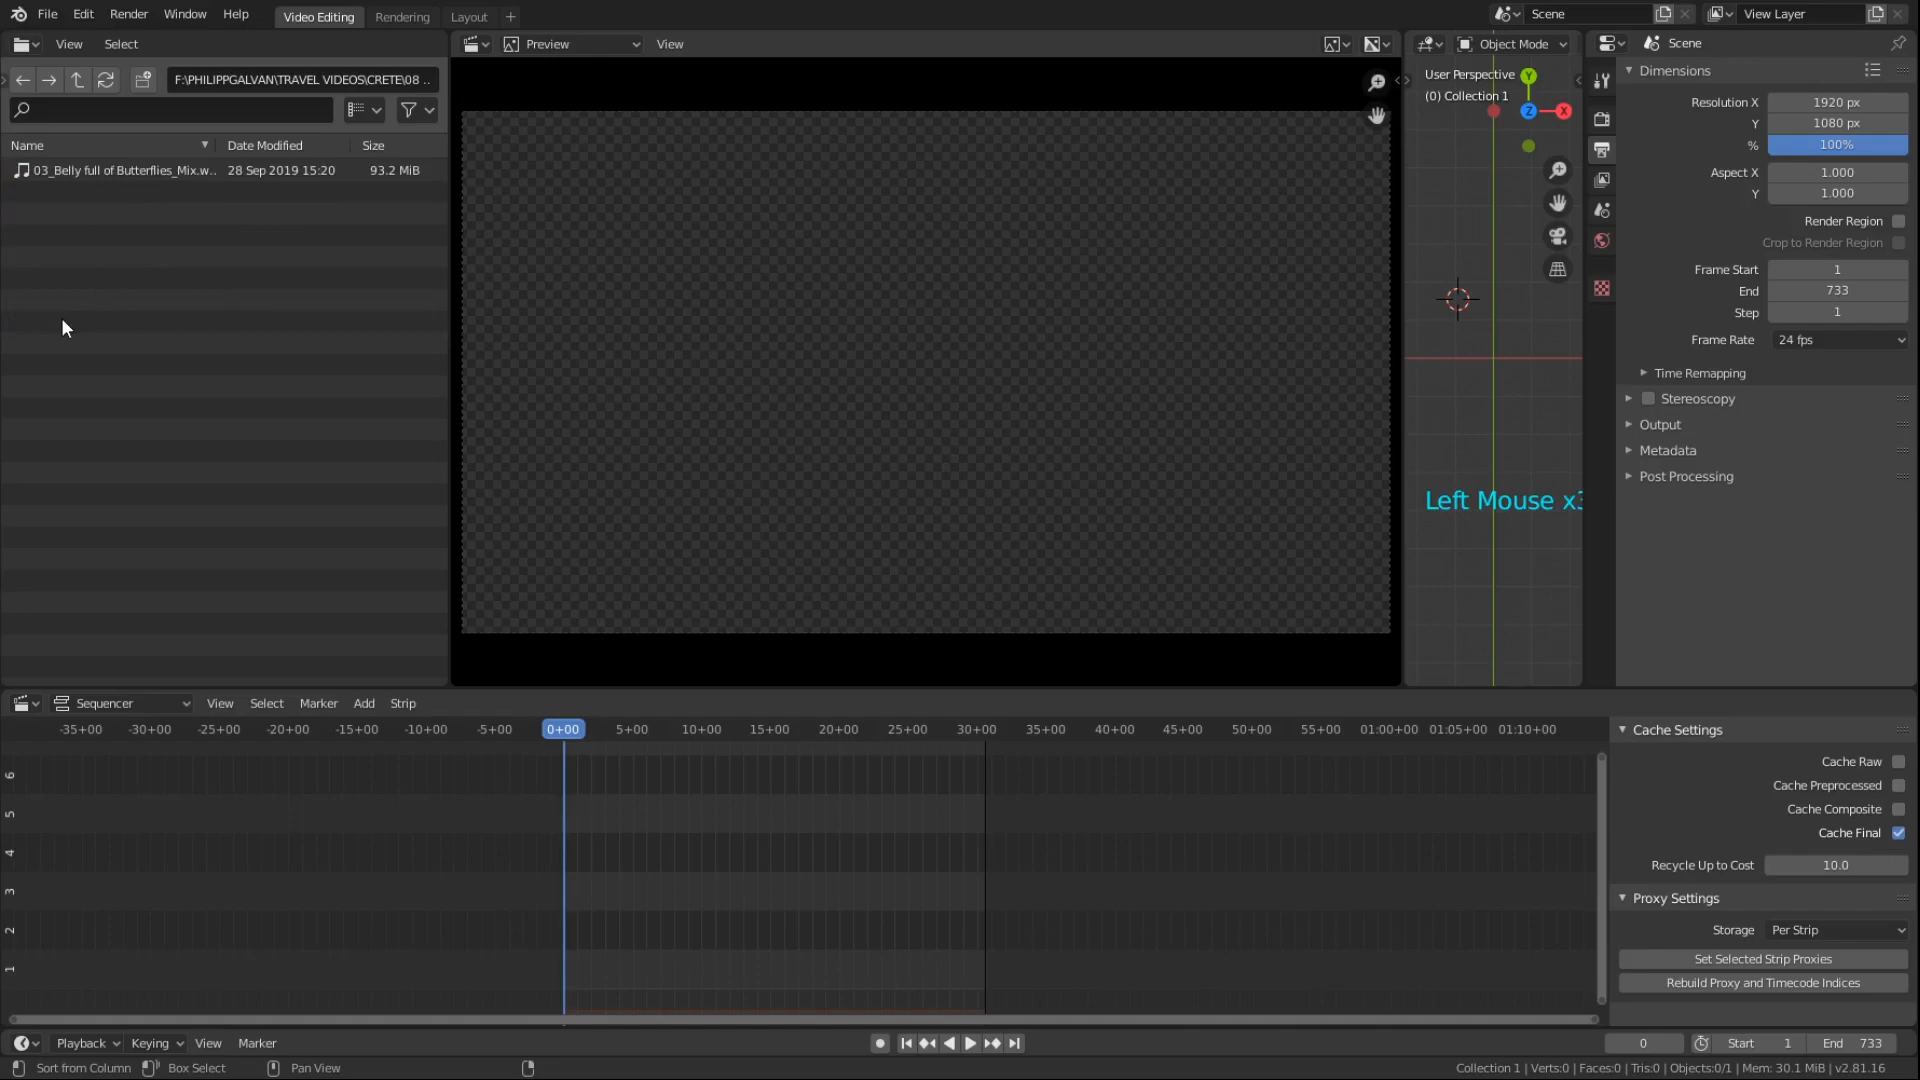 File Edit Render Window Help Video Editing Rendering Layout + Scene View Layer
View Select Preview View Object Mode Scene
F:\PHILIPPGALVAN\TRAVEL VIDEOS\CRETE\08 ..
Name Date Modified Size
03_Belly full of Butterflies_Mix.w... 28 Sep 2019 15:20 93.2 MiB
User Perspective
(0) Collection 1
Y
Z
X
Left Mouse x3
Dimensions
Resolution X 1920 px
Y 1080 px
% 100%
Aspect X 1.000
Y 1.000
Render Region
Crop to Render Region
Frame Start 1
End 733
Step 1
Frame Rate 24 fps
Time Remapping
Stereoscopy
Output
Metadata
Post Processing
Sequencer View Select Marker Add Strip
-35+00 -30+00 -25+00 -20+00 -15+00 -10+00 -5+00 0+00 5+00 10+00 15+00 20+00 25+00 30+00 35+00 40+00 45+00 50+00 55+00 01:00+00 01:05+00 01:10+00
6
5
4
3
2
1
Cache Settings
Cache Raw
Cache Preprocessed
Cache Composite
Cache Final
Recycle Up to Cost 10.0
Proxy Settings
Storage Per Strip
Set Selected Strip Proxies
Rebuild Proxy and Timecode Indices
Playback Keying View Marker 0 Start 1 End 733
Sort from Column Box Select Pan View Collection 1 | Verts:0 | Faces:0 | Tris:0 | Objects:0/1 | Mem: 30.1 MiB | v2.81.16